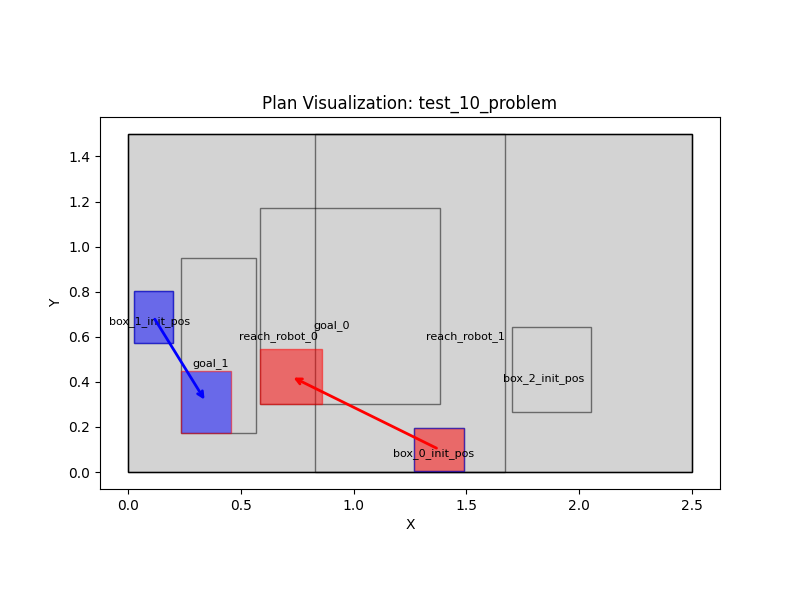 Plan Visualization: test_10_problem
1.4
1.2
1.0
0.8
0.6
0.4
0.2
0.0
Y
box_1_init_pos
goal_0
reach_robot_0
reach_robot_1
goal_1
box_2_init_pos
box_0_init_pos
0.0 0.5 1.0 1.5 2.0 2.5
X